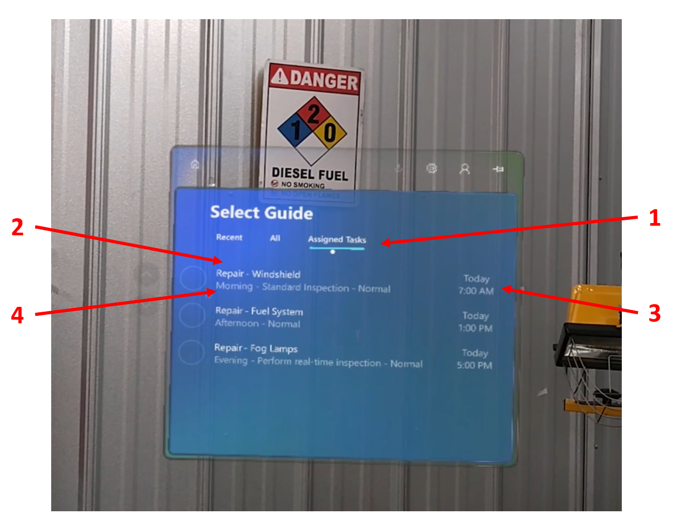 DANGER
2
1 0
DIESEL FUEL
NO SMOKING
Select Guide
Recent All Assigned Tasks
1
2
Repair - Windshield
Morning - Standard Inspection - Normal
Today
7:00 AM
3
4
Repair - Fuel System
Afternoon - Normal
Today
1:00 PM
Repair - Fog Lamps
Evening - Perform real-time inspection - Normal
Today
5:00 PM